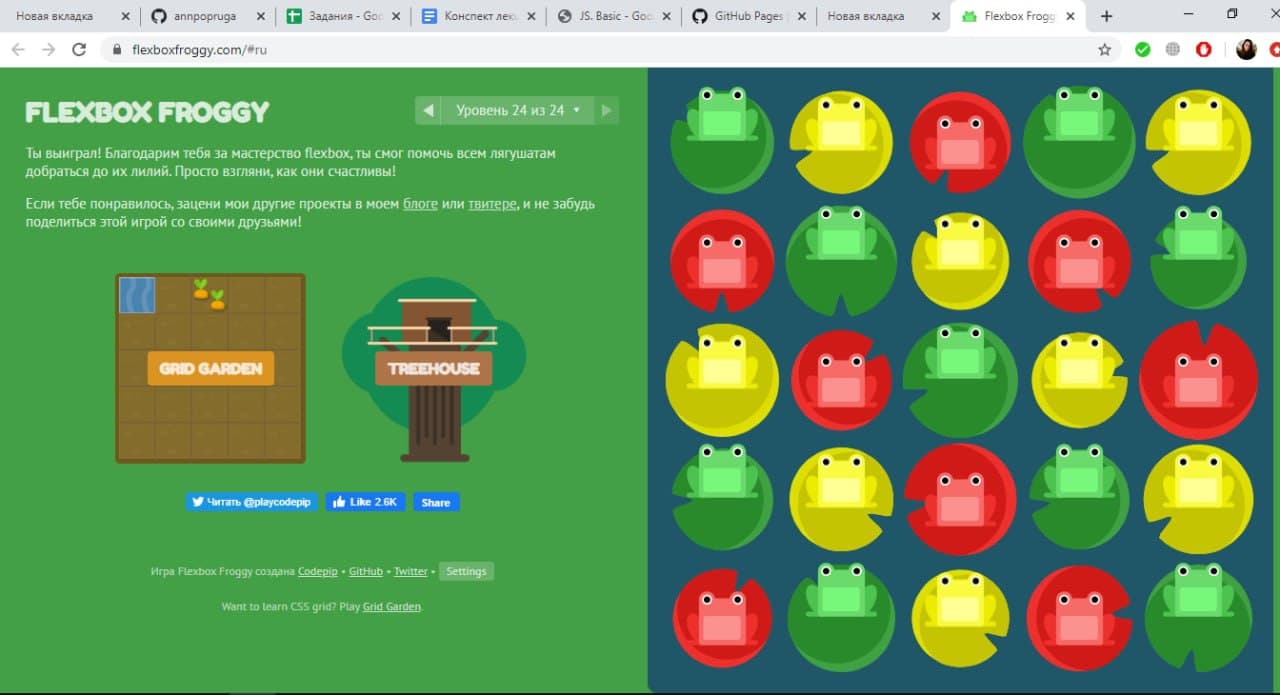 Новая вкладка
annpopruga
Задания - Goo
Конспект лек
JS. Basic - Goo
GitHub Pages
Новая вкладка
Flexbox Frogg
flexboxfroggy.com/#ru
FLEXBOX FROGGY
Уровень 24 из 24
Ты выиграл! Благодарим тебя за мастерство flexbox, ты смог помочь всем лягушатам
добраться до их лилий. Просто взгляни, как они счастливы!
Если тебе понравилось, зацени мои другие проекты в моем блоге или твитере, и не забудь
поделиться этой игрой со своими друзьями!
GRID GARDEN
TREEHOUSE
Читать @playcodepip
Like 2.6K
Share
Игра Flexbox Froggy создана Codepip • GitHub • Twitter • Settings
Want to learn CSS grid? Play Grid Garden.